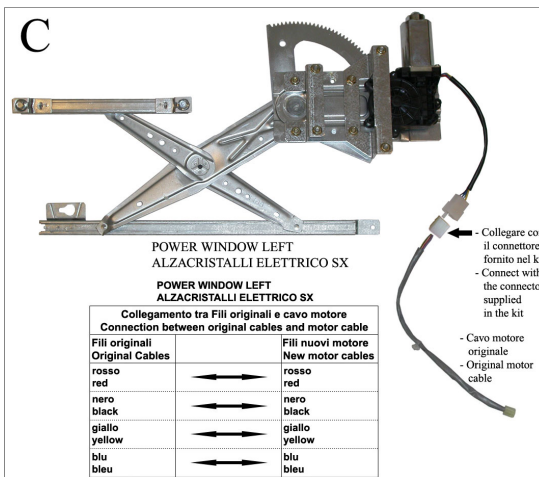 C
POWER WINDOW LEFT
ALZACRISTALLI ELETTRICO SX
- Collegare con
il connettore
fornito nel k
- Connect with
the connecto
supplied
in the kit
- Cavo motore
originale
- Original motor
cable
POWER WINDOW LEFT
ALZACRISTALLI ELETTRICO SX
Collegamento tra Fili originali e cavo motore
Connection between original cables and motor cable
Fili originali Fili nuovi motore
Original Cables New motor cables
rosso rosso
red red
nero nero
black black
giallo giallo
yellow yellow
blu blu
bleu bleu